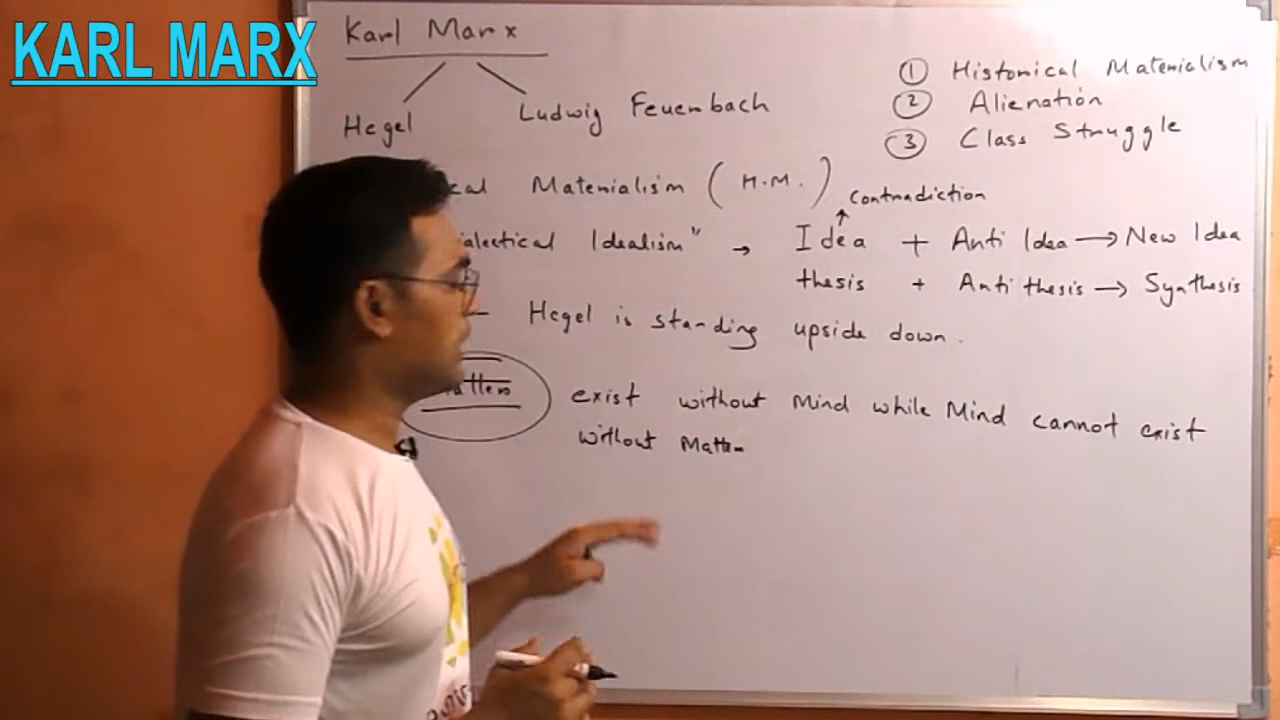 KARL MARX
Karl Marx
Hegel
Ludwig Feuerbach
① Historical Materialism
② Alienation
③ Class Struggle
cal Materialism (H.M.)
contradiction
ialectical Idealism" → Idea + Anti Idea → New Idea
thesis + Anti thesis → Synthesis
— Hegel is standing upside down.
atters exist without Mind while Mind cannot exist
without Matter